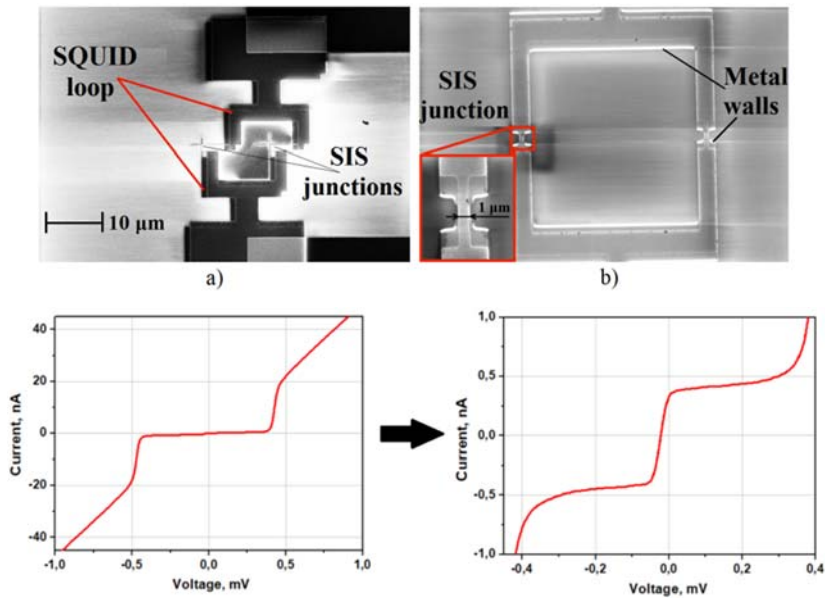 SQUID
loop
SIS
junctions
10 μm
a)
SIS
junction
Metal
walls
1 μm
b)
Current, nA
40
20
0
-20
-40
-1,0 -0,5 0,0 0,5 1,0
Voltage, mV
Current, nA
1,0
0,5
0,0
-0,5
-1,0
-0,4 -0,2 0,0 0,2 0,4
Voltage, mV